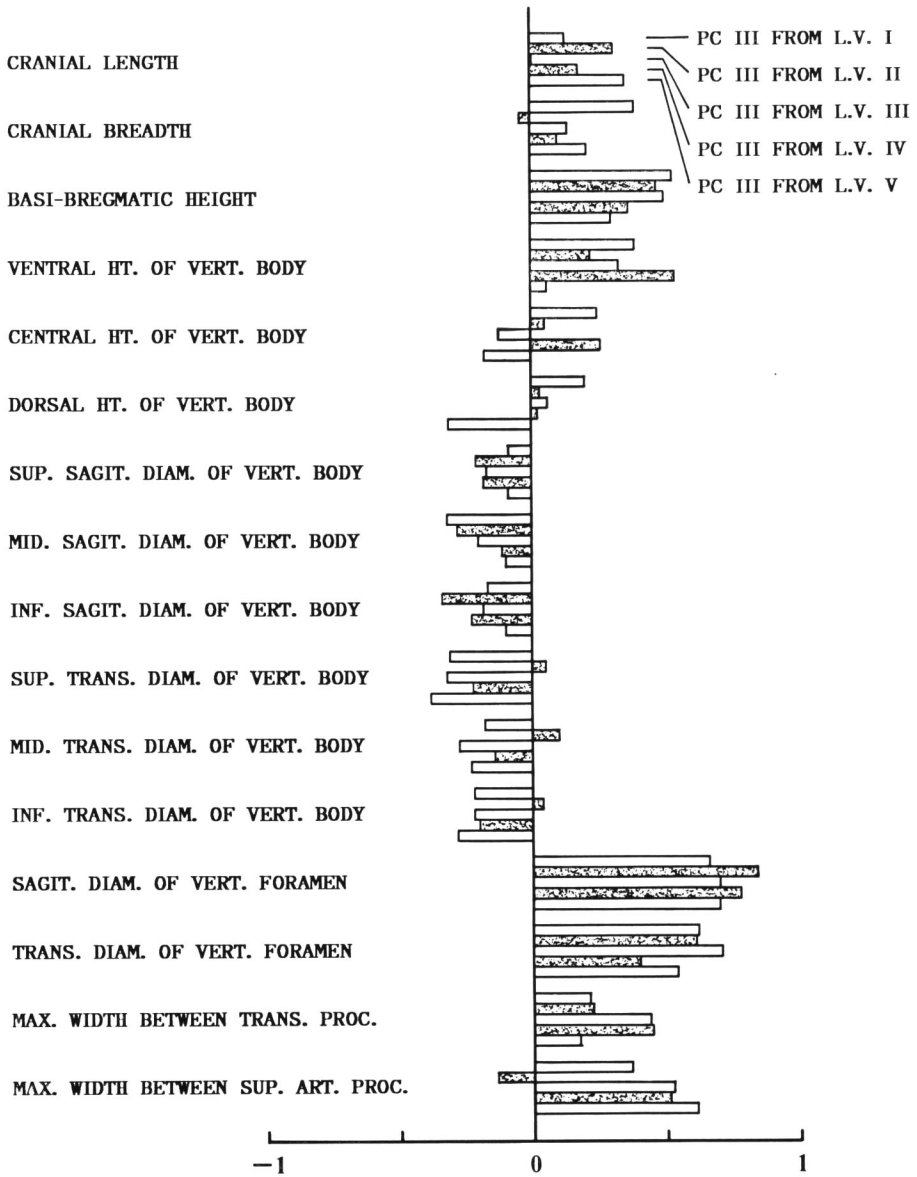 PC III FROM L.V. I
CRANIAL LENGTH
PC III FROM L.V. II
PC III FROM L.V. III
CRANIAL BREADTH
PC III FROM L.V. IV
PC III FROM L.V. V
BASI-BREGMATIC HEIGHT
VENTRAL HT. OF VERT. BODY
CENTRAL HT. OF VERT. BODY
DORSAL HT. OF VERT. BODY
SUP. SAGIT. DIAM. OF VERT. BODY
MID. SAGIT. DIAM. OF VERT. BODY
INF. SAGIT. DIAM. OF VERT. BODY
SUP. TRANS. DIAM. OF VERT. BODY
MID. TRANS. DIAM. OF VERT. BODY
INF. TRANS. DIAM. OF VERT. BODY
SAGIT. DIAM. OF VERT. FORAMEN
TRANS. DIAM. OF VERT. FORAMEN
MAX. WIDTH BETWEEN TRANS. PROC.
MAX. WIDTH BETWEEN SUP. ART. PROC.
−1 0 1